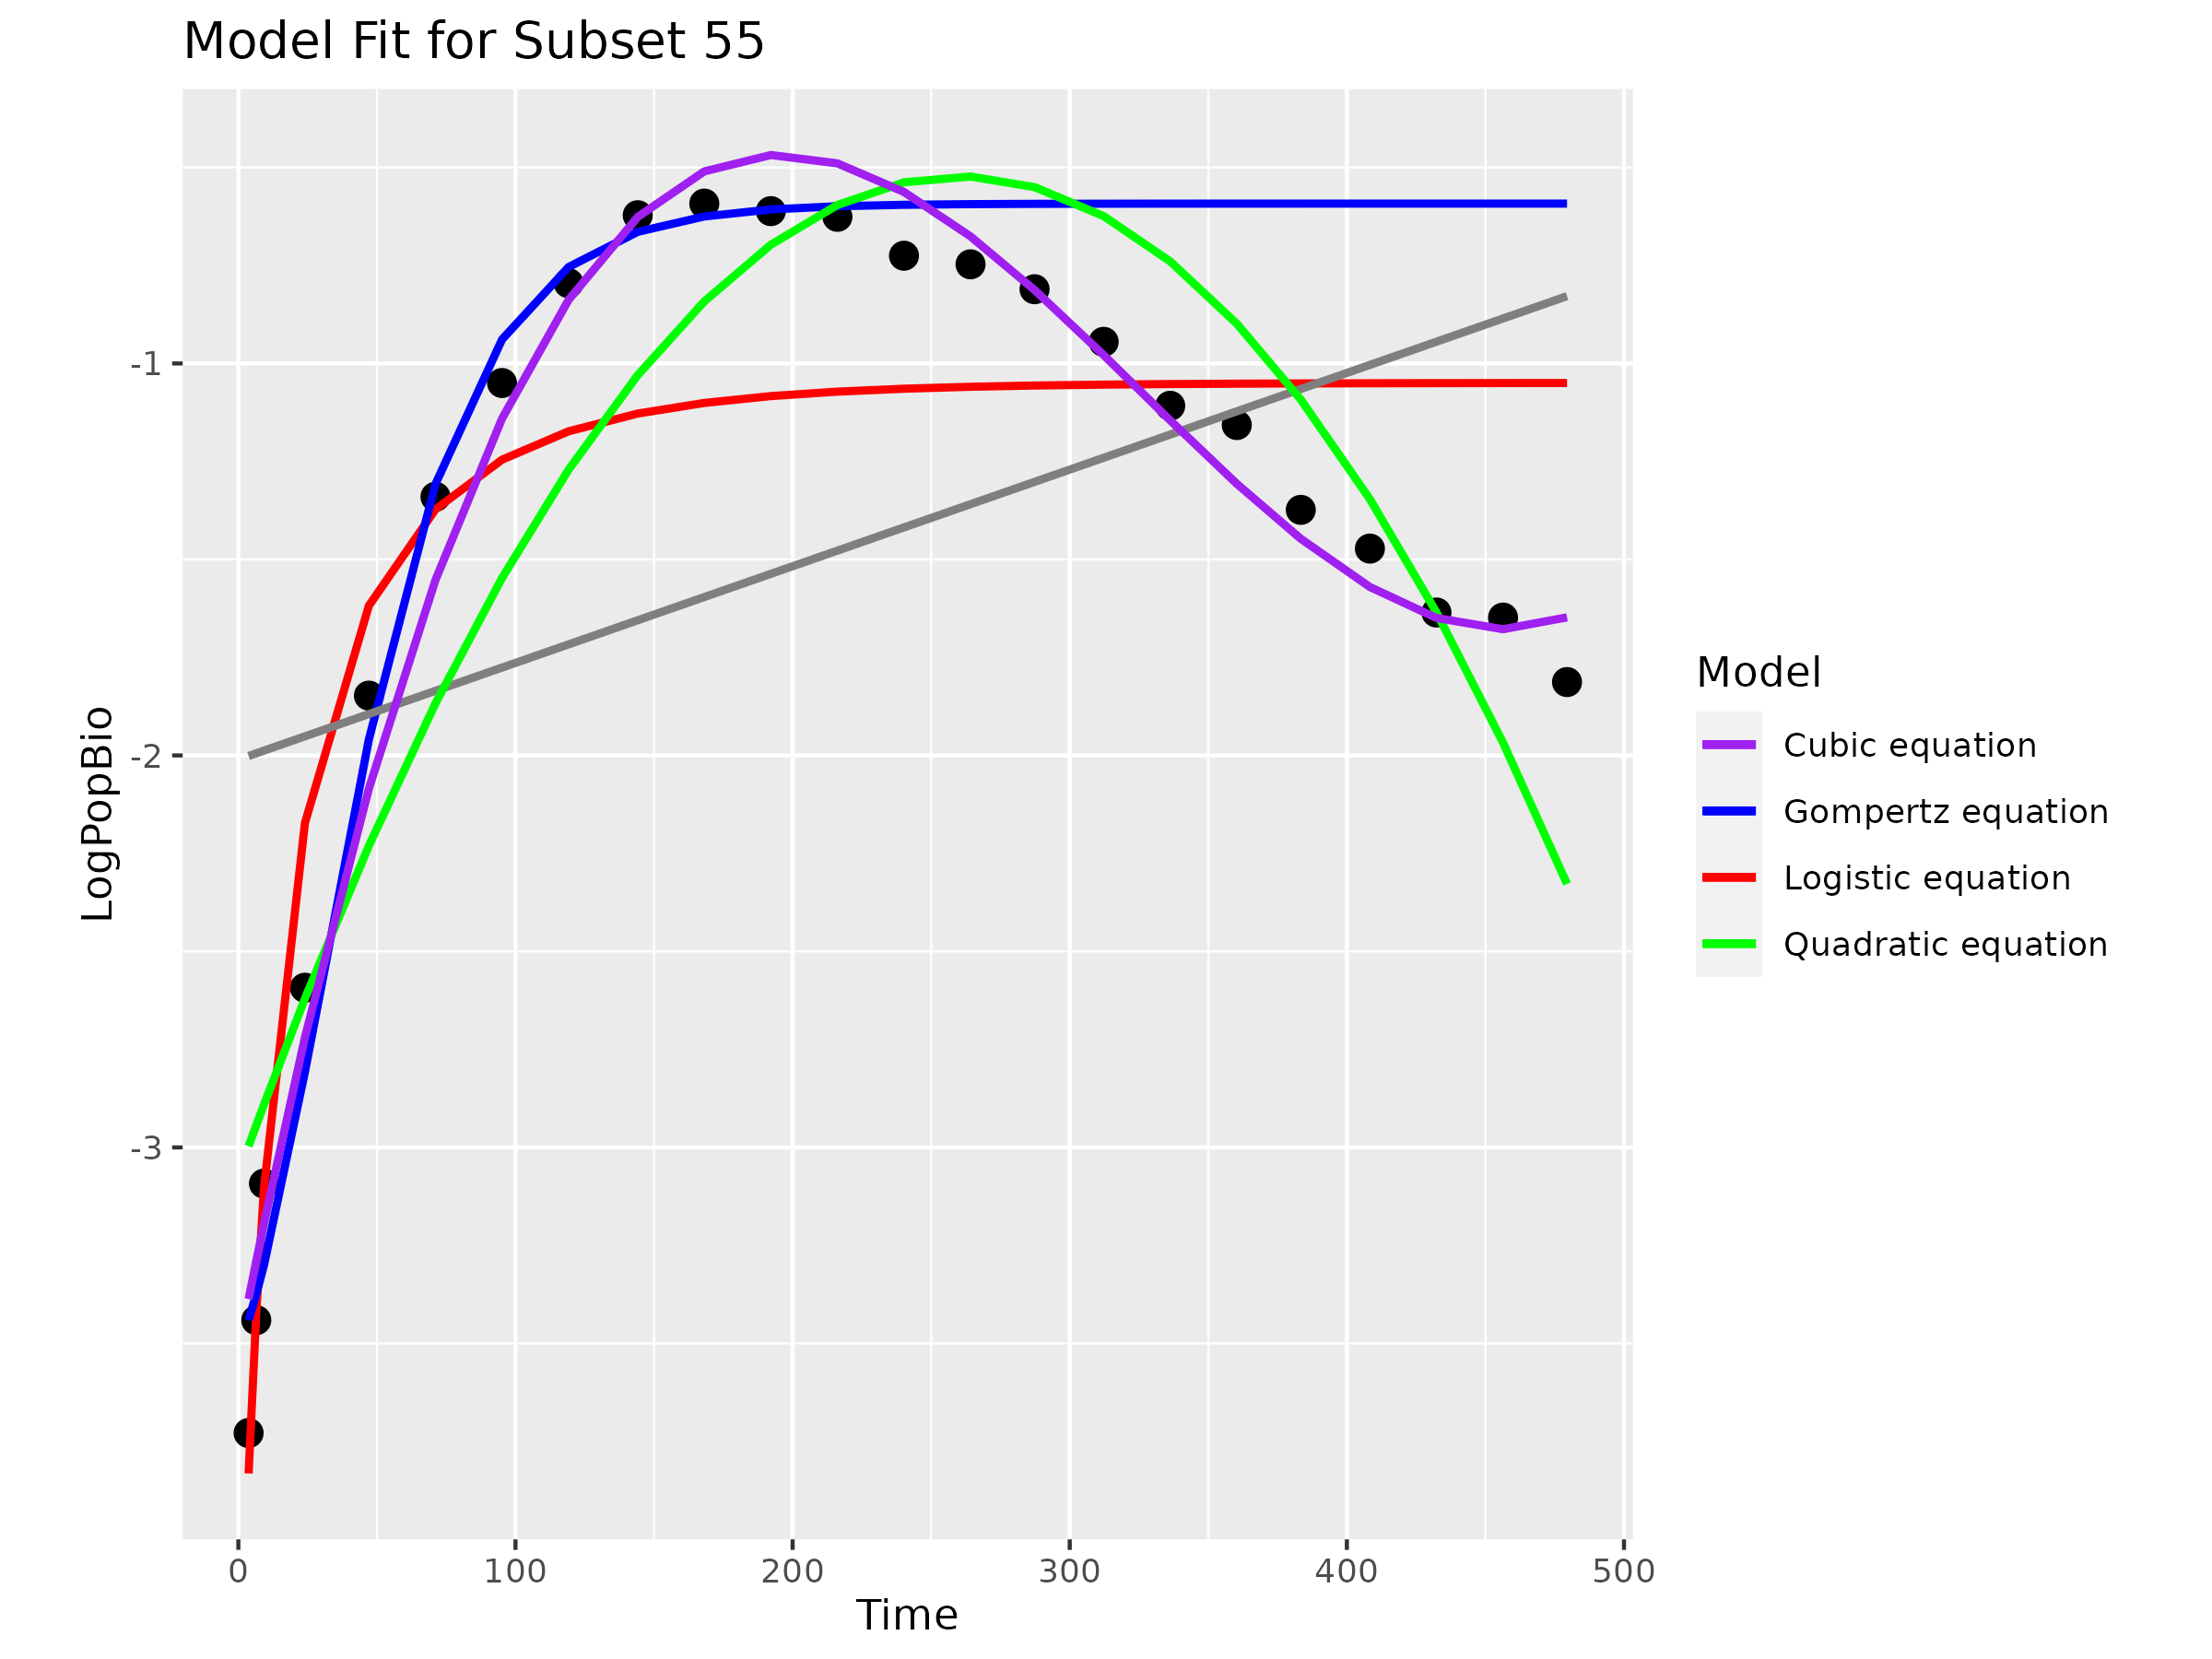 Model Fit for Subset 55
LogPopBio
-1
-2
-3
0 100 200 300 400 500
Time
Model
Cubic equation
Gompertz equation
Logistic equation
Quadratic equation